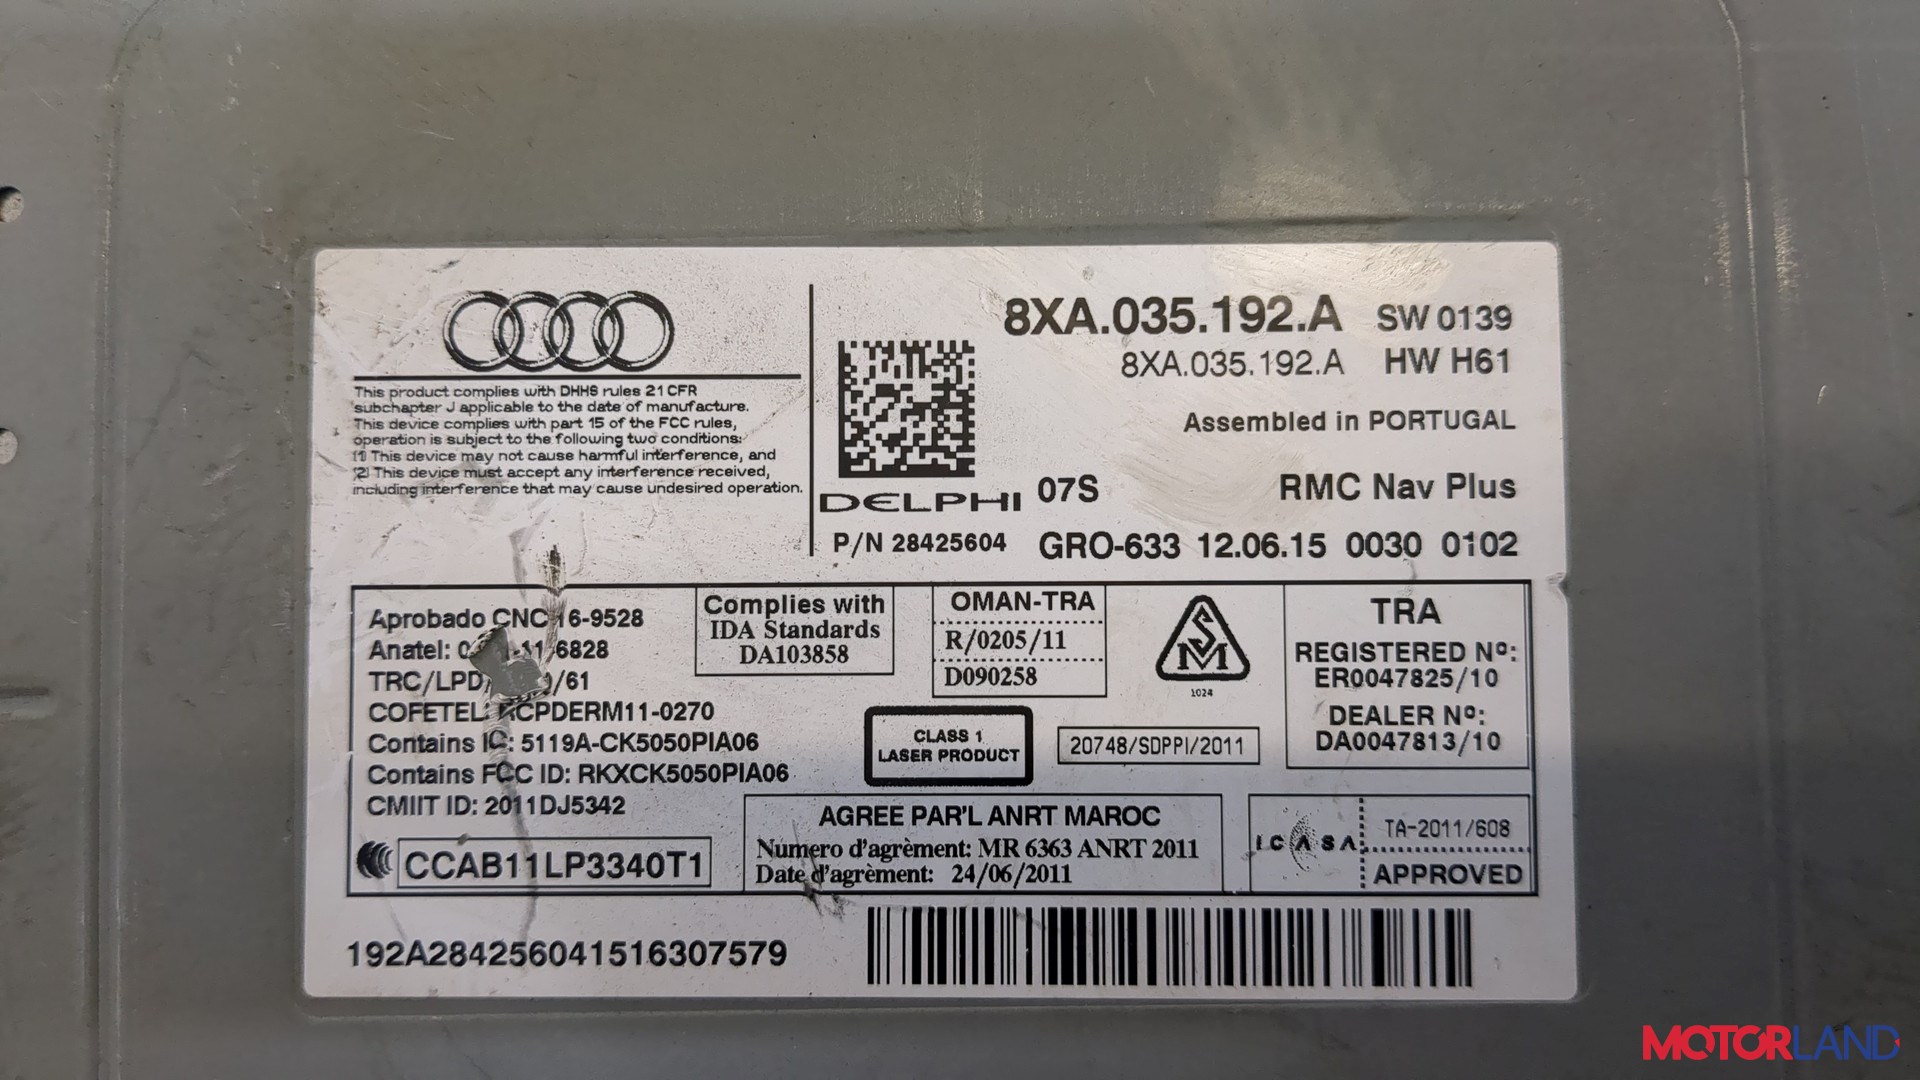 This product complies with DHHS rules 21 CFR
subchapter J applicable to the date of manufacture.
This device complies with part 15 of the FCC rules,
operation is subject to the following two conditions:
(1) This device may not cause harmful interference, and
(2) This device must accept any interference received,
including interference that may cause undesired operation.
8XA.035.192.A SW 0139
8XA.035.192.A HW H61
Assembled in PORTUGAL
DELPHI 07S RMC Nav Plus
P/N 28425604 GRO-633 12.06.15 0030 0102
Aprobado CNC 16-9528
Anatel:
TRC/LPD
COFETEL: RCPDERM11-0270
Contains IC: 5119A-CK5050PIA06
Contains FCC ID: RKXCK5050PIA06
CMIIT ID: 2011DJ5342
CCAB11LP3340T1
Complies with
IDA Standards
DA103858
OMAN-TRA
R/0205/11
D090258
SM
1024
TRA
REGISTERED Nº:
ER0047825/10
DEALER Nº:
DA0047813/10
CLASS 1
LASER PRODUCT
20748/SDPPI/2011
AGREE PAR'L ANRT MAROC
Numero d'agrèment: MR 6363 ANRT 2011
Date d'agrèment: 24/06/2011
ICASA TA-2011/608
APPROVED
192A284256041516307579
MOTORLAND